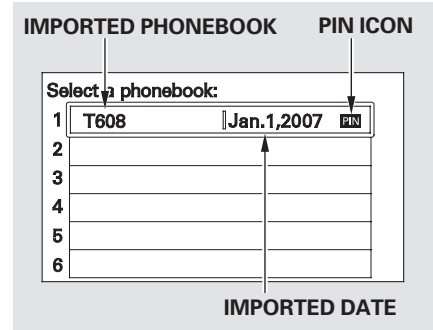 IMPORTED PHONEBOOK PIN ICON
Select a phonebook:
1 T608 Jan.1,2007 PIN
2
3
4
5
6
IMPORTED DATE